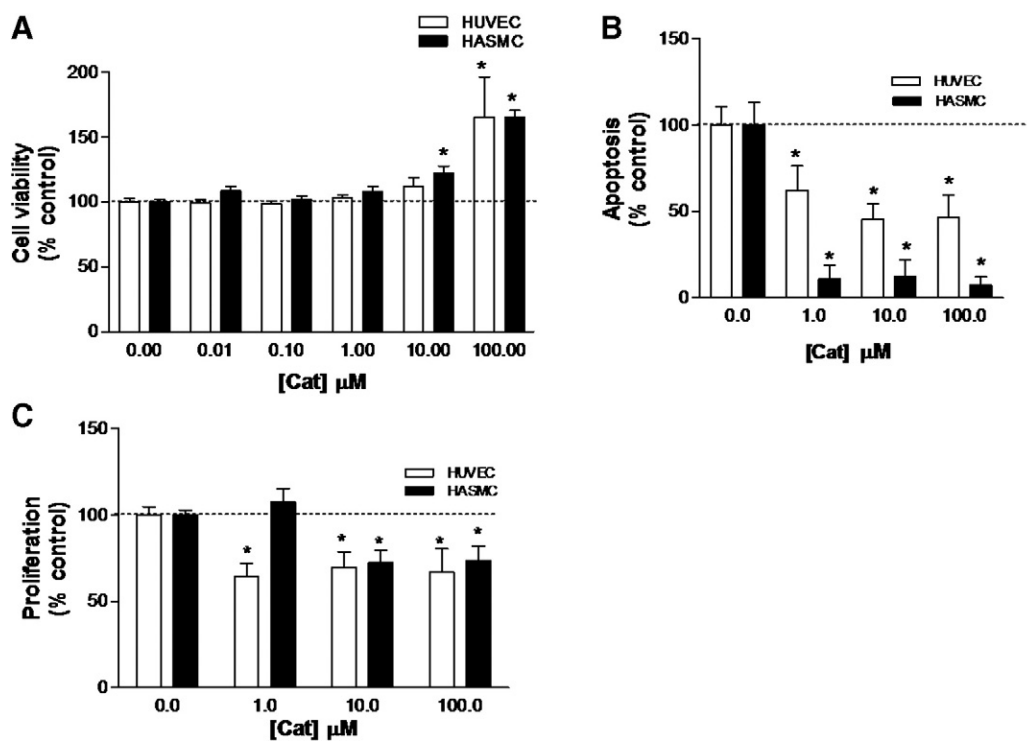 A
HUVEC
HASMC
Cell viability
(% control)
200
150
100
50
0
* * *
0.00 0.01 0.10 1.00 10.00 100.00
[Cat] μM
B
HUVEC
HASMC
Apoptosis
(% control)
150
100
50
0
* * * * * *
0.0 1.0 10.0 100.0
[Cat] μM
C
HUVEC
HASMC
Proliferation
(% control)
150
100
50
0
* * * * *
0.0 1.0 10.0 100.0
[Cat] μM